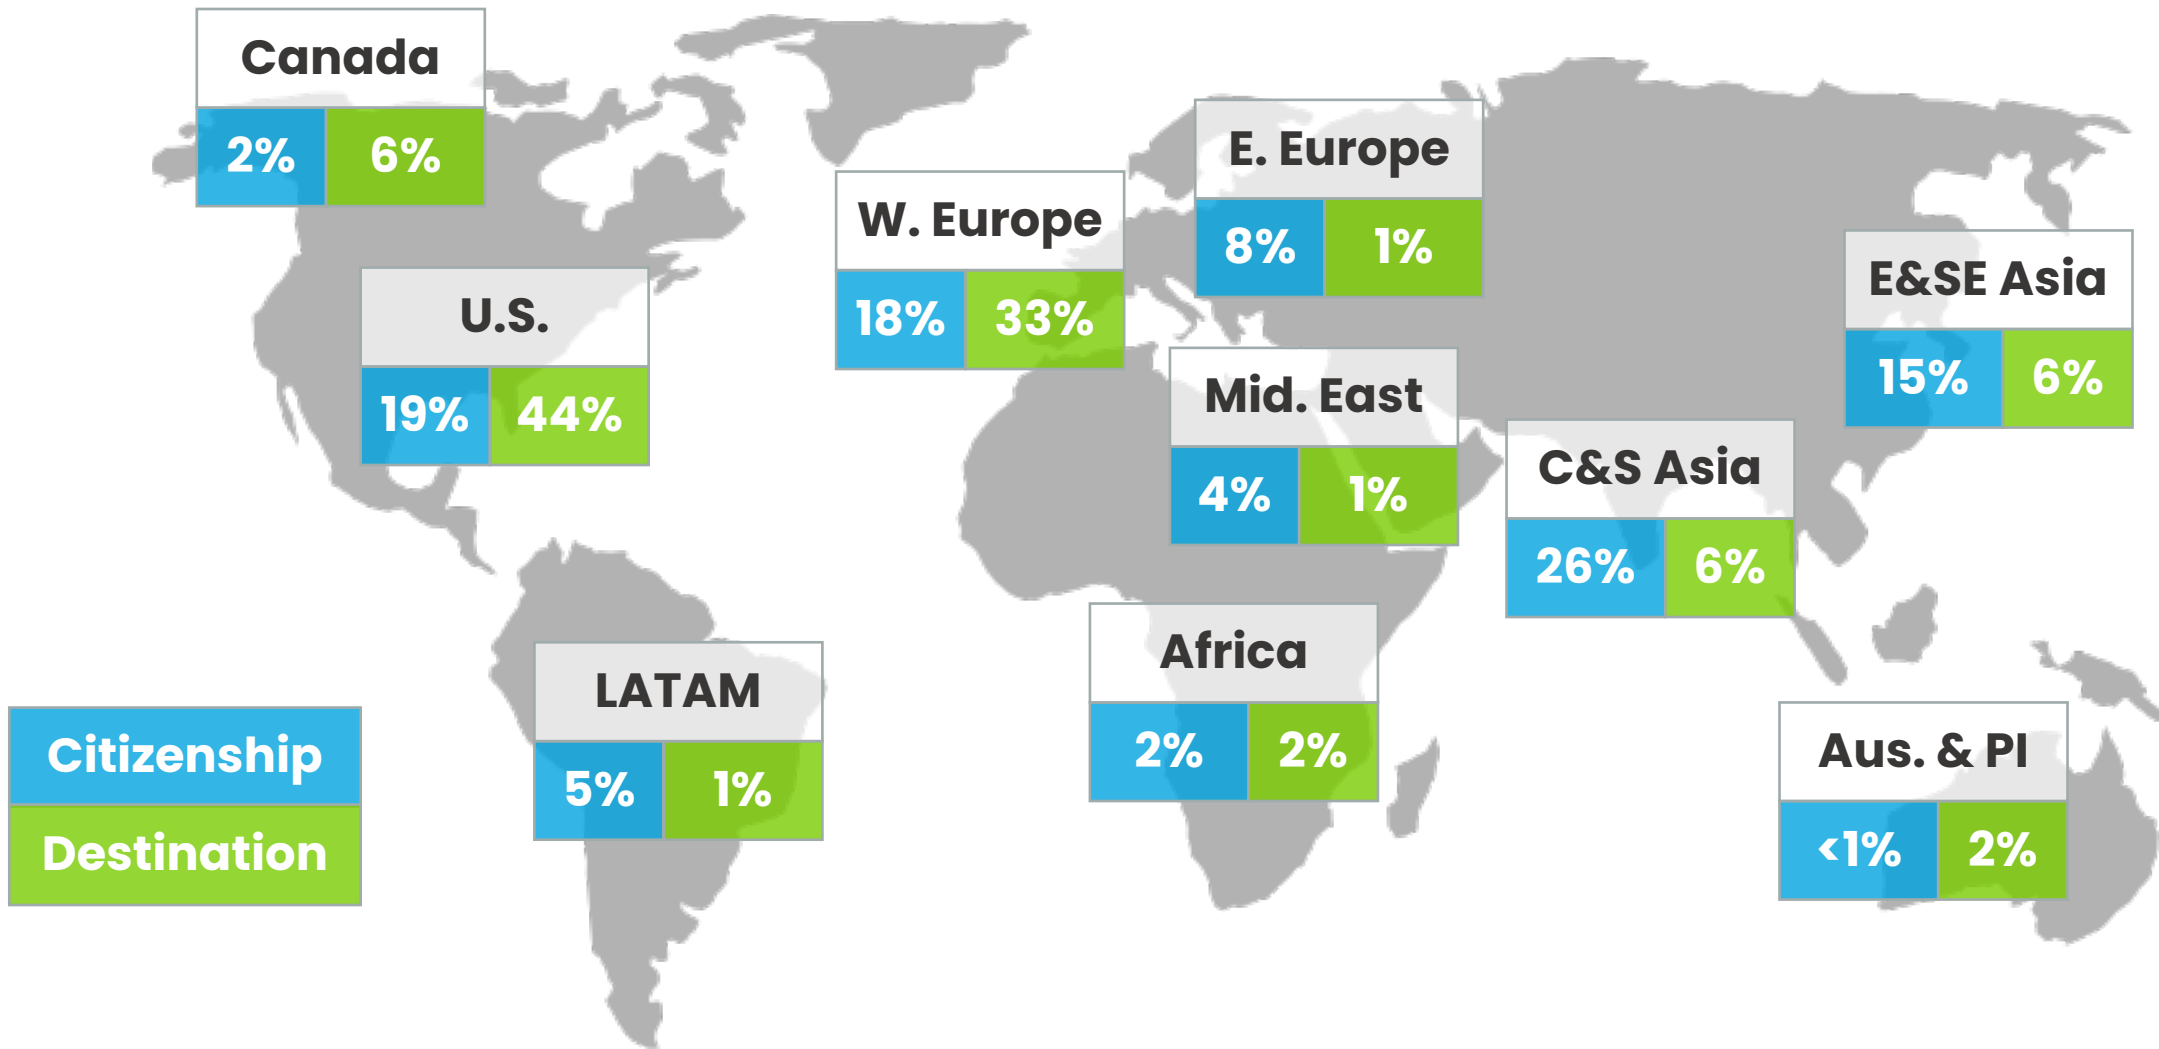 Canada
2% 6%
U.S.
19% 44%
W. Europe
18% 33%
E. Europe
8% 1%
Mid. East
4% 1%
E&SE Asia
15% 6%
C&S Asia
26% 6%
LATAM
5% 1%
Africa
2% 2%
Aus. & PI
<1% 2%
Citizenship
Destination